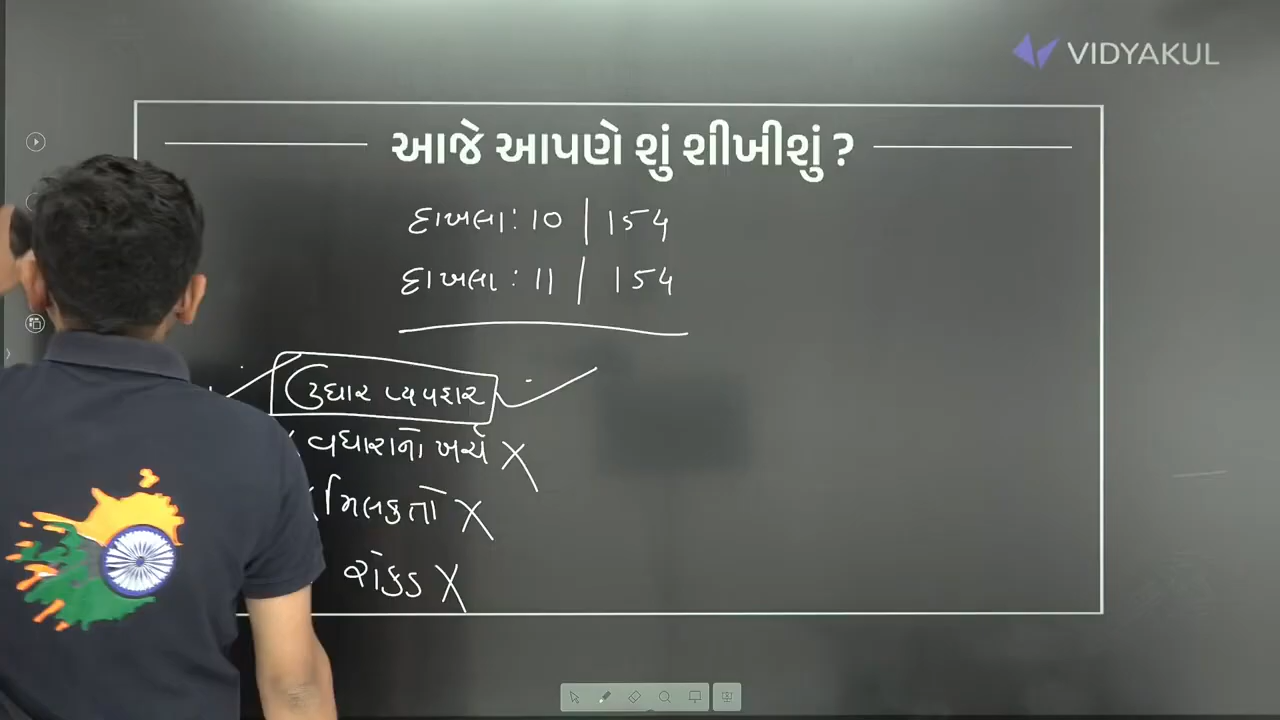 VIDYAKUL
આજે આપણે શું શીખીશું ?
દાખલા : 10 | 154
દાખલા : 11 | 154
ઉધાર વ્યવહાર
વધારાનો ખર્ચ X
મિલકતો X
રોકડ X